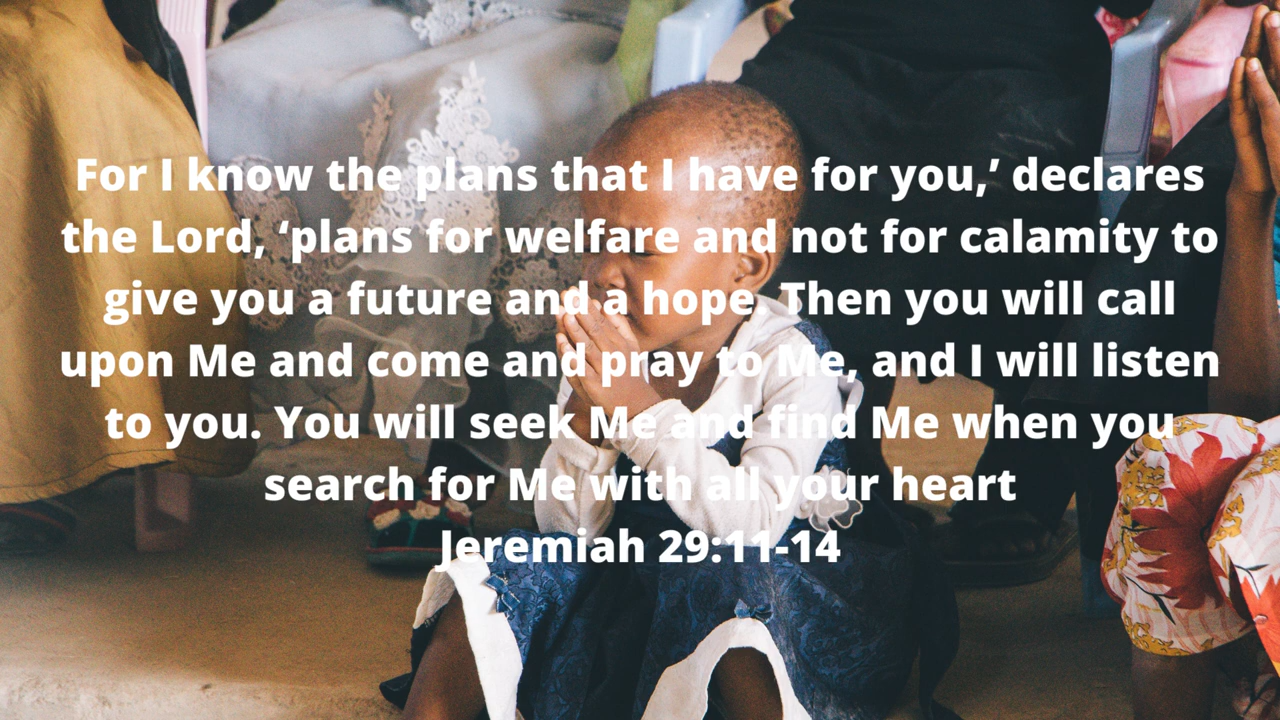 For I know the plans that I have for you,’ declares
the Lord, ‘plans for welfare and not for calamity to
give you a future and a hope. Then you will call
upon Me and come and pray to Me, and I will listen
to you. You will seek Me and find Me when you
search for Me with all your heart
Jeremiah 29:11-14